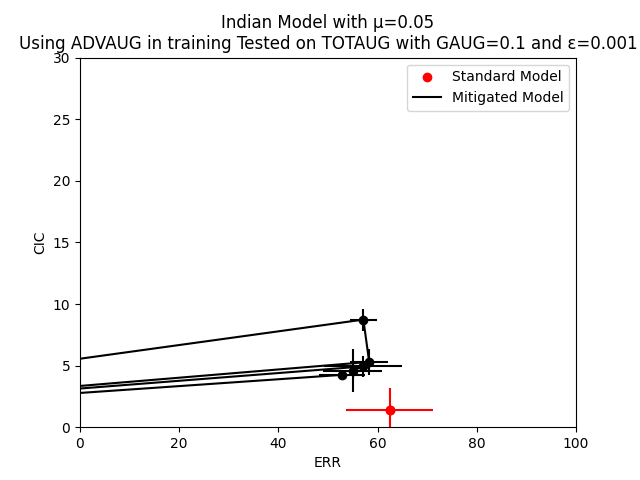 Indian Model with μ=0.05
Using ADVAUG in training Tested on TOTAUG with GAUG=0.1 and ε=0.001
Standard Model
Mitigated Model
30
25
20
15
10
5
0
CIC
0 20 40 60 80 100
ERR